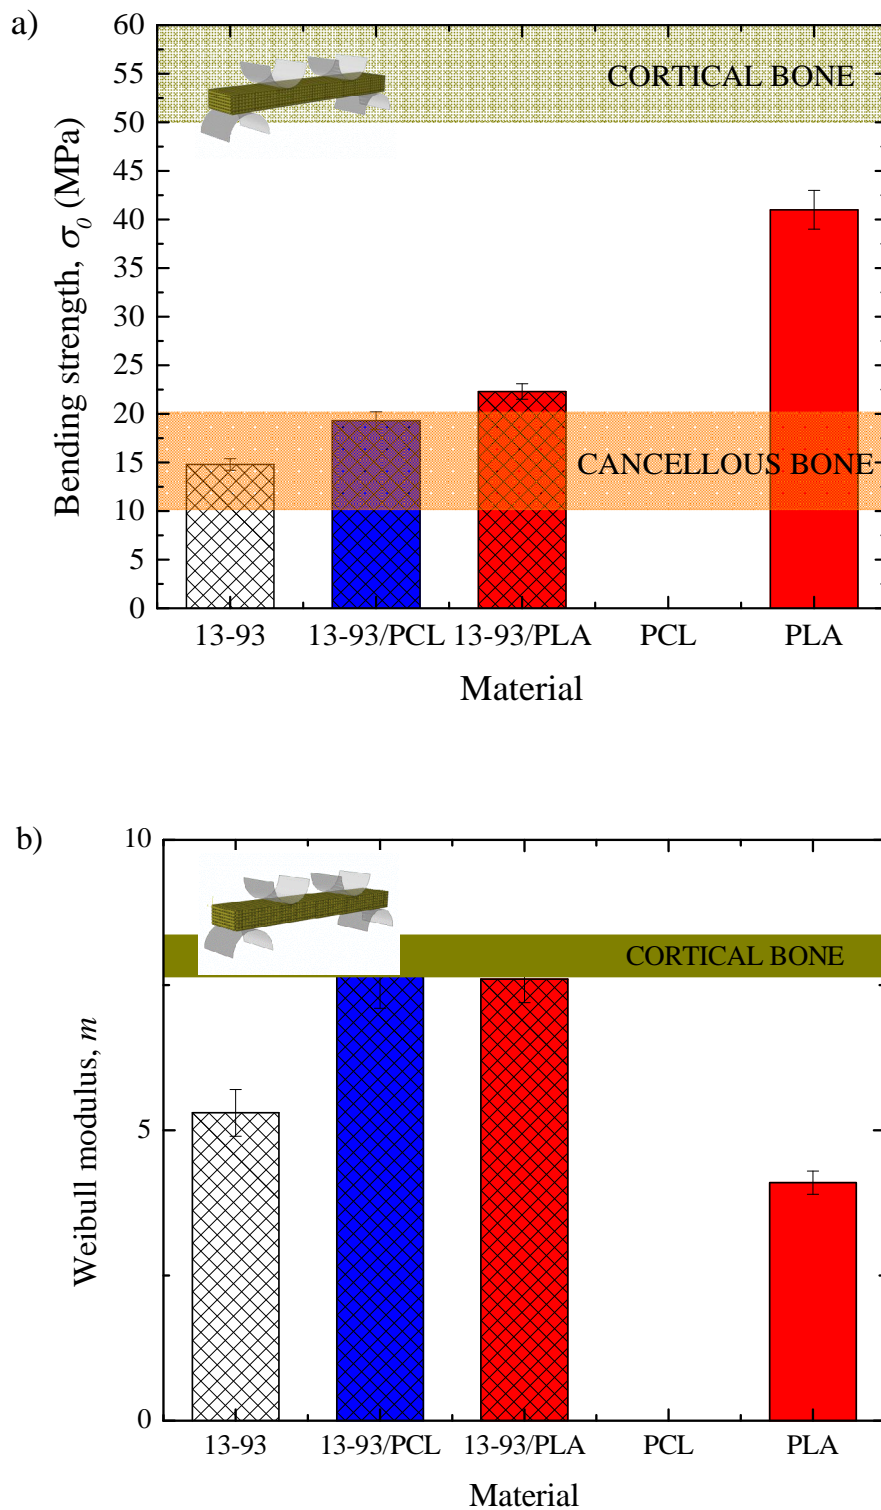 a)
60
55
50
45
40
35
30
25
20
15
10
5
0
Bending strength, σ0 (MPa)
CORTICAL BONE
CANCELLOUS BONE
13-93 13-93/PCL 13-93/PLA PCL PLA
Material
b)
10
5
0
Weibull modulus, m
CORTICAL BONE
13-93 13-93/PCL 13-93/PLA PCL PLA
Material